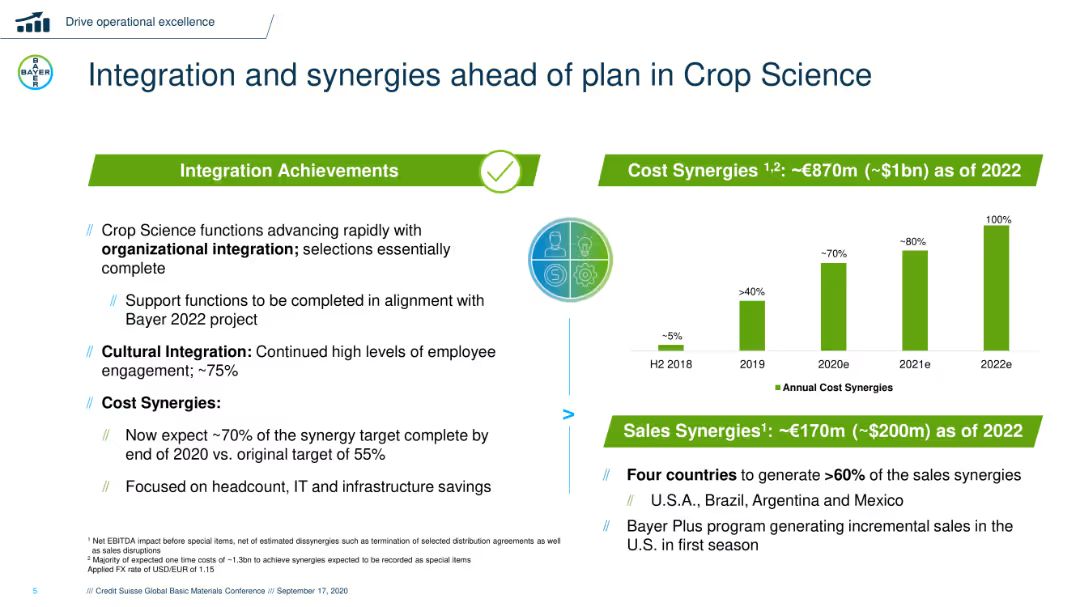 Drive operational excellence
BAYER
BAYER
Integration and synergies ahead of plan in Crop Science
Integration Achievements
// Crop Science functions advancing rapidly with
organizational integration; selections essentially
complete
// Support functions to be completed in alignment with
Bayer 2022 project
// Cultural Integration: Continued high levels of employee
engagement; ~75%
// Cost Synergies:
// Now expect ~70% of the synergy target complete by
end of 2020 vs. original target of 55%
// Focused on headcount, IT and infrastructure savings
>
Cost Synergies 1,2: ~€870m (~$1bn) as of 2022
~5%
>40%
~70%
~80%
100%
H2 2018 2019 2020e 2021e 2022e
Annual Cost Synergies
Sales Synergies1: ~€170m (~$200m) as of 2022
// Four countries to generate >60% of the sales synergies
// U.S.A., Brazil, Argentina and Mexico
// Bayer Plus program generating incremental sales in the
U.S. in first season
1 Net EBITDA impact before special items, net of estimated dissynergies such as termination of selected distribution agreements as well
as sales disruptions
2 Majority of expected one time costs of ~1.3bn to achieve synergies expected to be recorded as special items
Applied FX rate of USD/EUR of 1.15
5 /// Credit Suisse Global Basic Materials Conference /// September 17, 2020